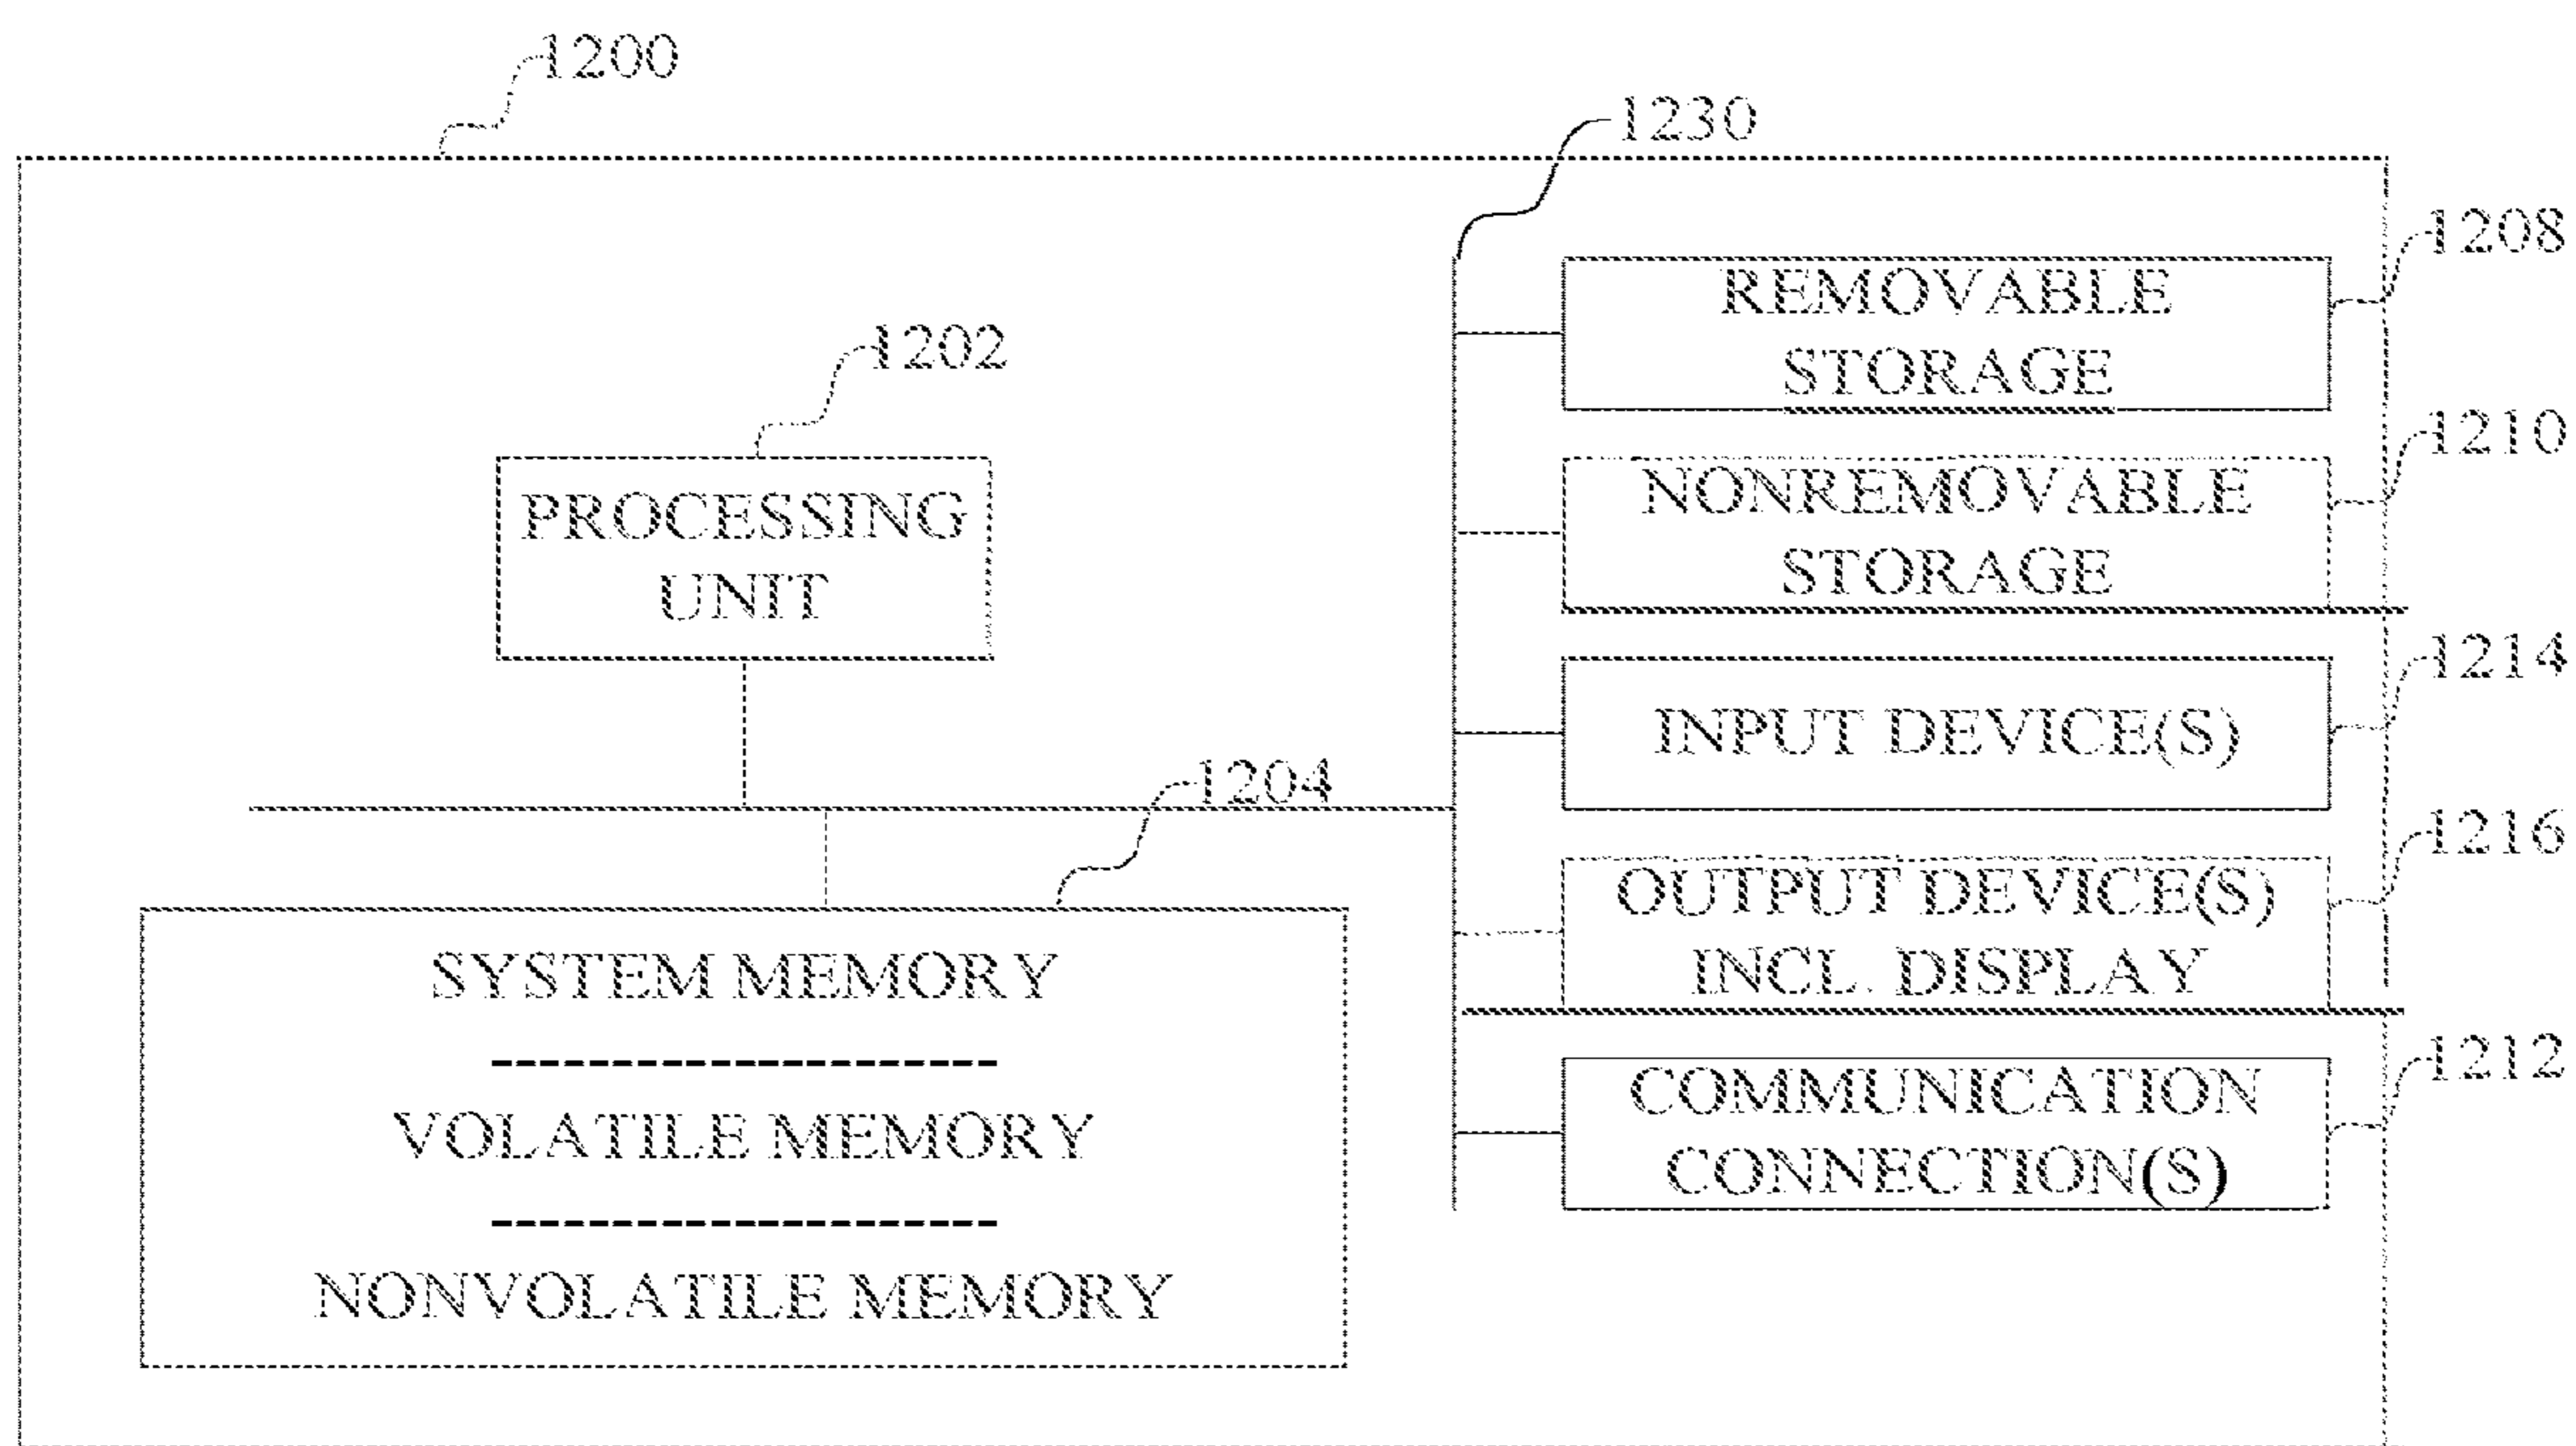 1200
1230
1208
REMOVABLE
STORAGE
1202
1210
PROCESSING
UNIT
NONREMOVABLE
STORAGE
1214
INPUT DEVICE(S)
1204
1216
OUTPUT DEVICE(S)
INCL. DISPLAY
SYSTEM MEMORY
VOLATILE MEMORY
NONVOLATILE MEMORY
1212
COMMUNICATION
CONNECTION(S)